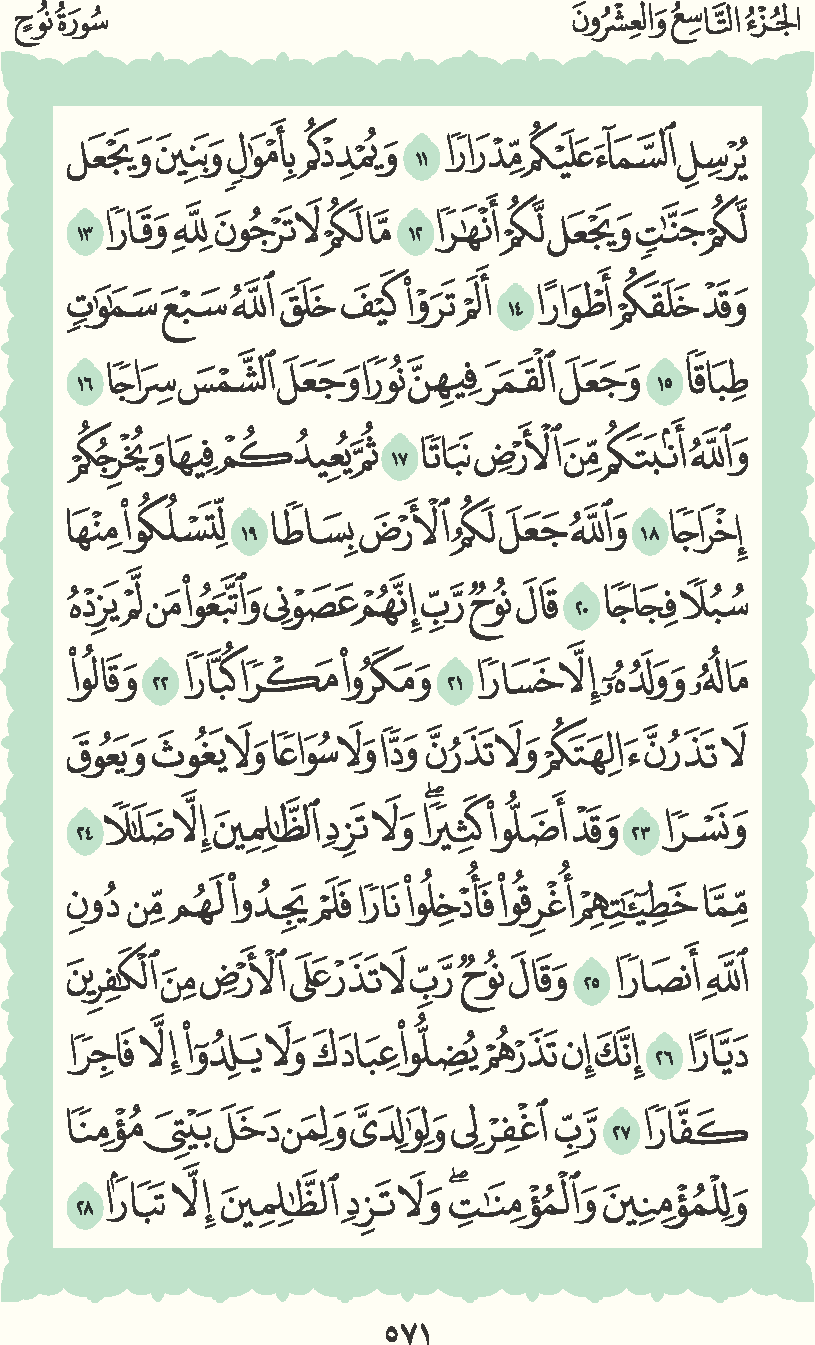 الجُزْءُ التَّاسِعُ وَالعِشْرُونَ سُورَةُ نُوحٍ
يُرْسِلِ ٱلسَّمَآءَ عَلَيْكُم مِّدْرَارٗا ١١ وَيُمْدِدْكُم بِأَمْوَٰلٖ وَبَنِينَ وَيَجْعَل
لَّكُمْ جَنَّٰتٖ وَيَجْعَل لَّكُمْ أَنْهَٰرٗا ١٢ مَّا لَكُمْ لَا تَرْجُونَ لِلَّهِ وَقَارٗا ١٣
وَقَدْ خَلَقَكُمْ أَطْوَارًا ١٤ أَلَمْ تَرَوْا۟ كَيْفَ خَلَقَ ٱللَّهُ سَبْعَ سَمَٰوَٰتٖ
طِبَاقٗا ١٥ وَجَعَلَ ٱلْقَمَرَ فِيهِنَّ نُورٗا وَجَعَلَ ٱلشَّمْسَ سِرَاجٗا ١٦
وَٱللَّهُ أَنۢبَتَكُم مِّنَ ٱلْأَرْضِ نَبَاتٗا ١٧ ثُمَّ يُعِيدُكُمْ فِيهَا وَيُخْرِجُكُمْ
إِخْرَاجٗا ١٨ وَٱللَّهُ جَعَلَ لَكُمُ ٱلْأَرْضَ بِسَاطٗا ١٩ لِّتَسْلُكُوا۟ مِنْهَا
سُبُلٗا فِجَاجٗا ٢٠ قَالَ نُوحٞ رَّبِّ إِنَّهُمْ عَصَوْنِى وَٱتَّبَعُوا۟ مَن لَّمْ يَزِدْهُ
مَالُهُۥ وَوَلَدُهُۥٓ إِلَّا خَسَارٗا ٢١ وَمَكَرُوا۟ مَكْرٗا كُبَّارٗا ٢٢ وَقَالُوا۟
لَا تَذَرُنَّ ءَالِهَتَكُمْ وَلَا تَذَرُنَّ وَدّٗا وَلَا سُوَاعٗا وَلَا يَغُوثَ وَيَعُوقَ
وَنَسْرٗا ٢٣ وَقَدْ أَضَلُّوا۟ كَثِيرٗاۖ وَلَا تَزِدِ ٱلظَّٰلِمِينَ إِلَّا ضَلَٰلٗا ٢٤
مِّمَّا خَطِيٓـَٰٔتِهِمْ أُغْرِقُوا۟ فَأُدْخِلُوا۟ نَارٗا فَلَمْ يَجِدُوا۟ لَهُم مِّن دُونِ
ٱللَّهِ أَنصَارٗا ٢٥ وَقَالَ نُوحٞ رَّبِّ لَا تَذَرْ عَلَى ٱلْأَرْضِ مِنَ ٱلْكَٰفِرِينَ
دَيَّارًا ٢٦ إِنَّكَ إِن تَذَرْهُمْ يُضِلُّوا۟ عِبَادَكَ وَلَا يَلِدُوٓا۟ إِلَّا فَاجِرٗا
كَفَّارٗا ٢٧ رَّبِّ ٱغْفِرْ لِى وَلِوَٰلِدَىَّ وَلِمَن دَخَلَ بَيْتِىَ مُؤْمِنٗا
وَلِلْمُؤْمِنِينَ وَٱلْمُؤْمِنَٰتِۖ وَلَا تَزِدِ ٱلظَّٰلِمِينَ إِلَّا تَبَارَۢا ٢٨
٥٧١